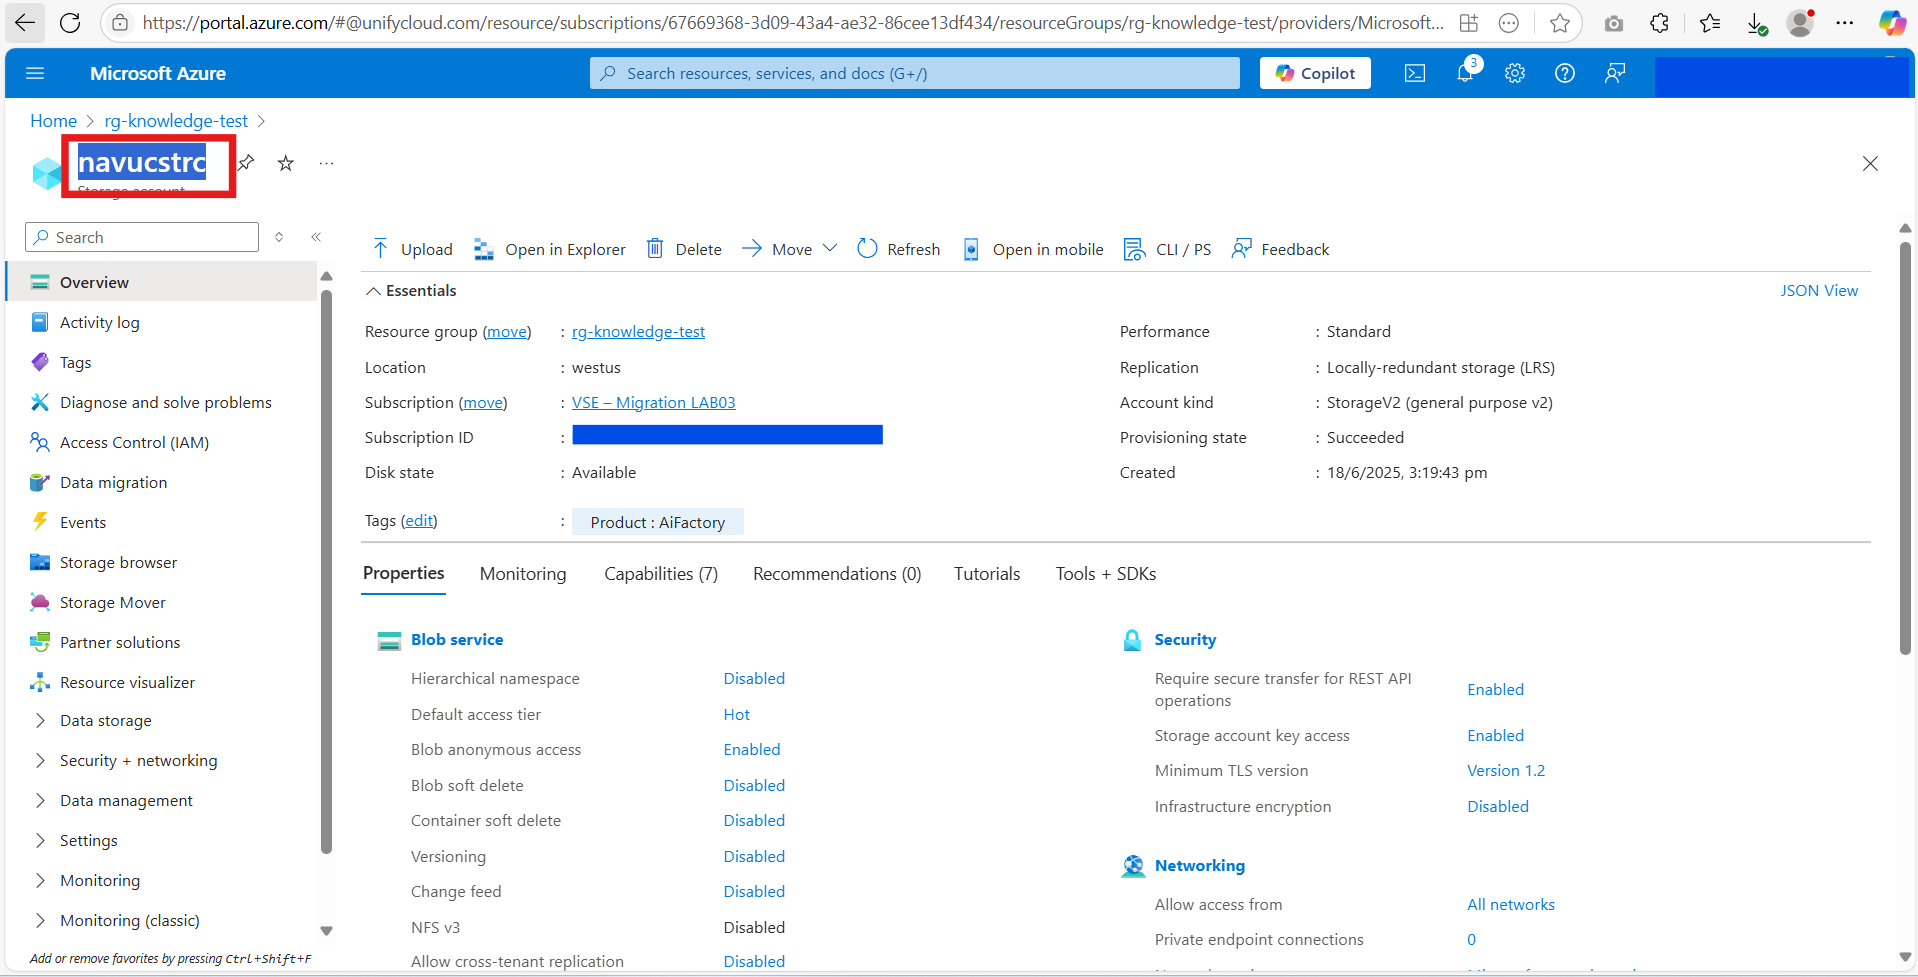 https://portal.azure.com/#@unifycloud.com/resource/subscriptions/67669368-3d09-43a4-ae32-86cee13df434/resourceGroups/rg-knowledge-test/providers/Microsoft...
Microsoft Azure
Search resources, services, and docs (G+/)
Copilot
3
Home > rg-knowledge-test >
navucstrc
Storage account
Search
Upload
Open in Explorer
Delete
Move
Refresh
Open in mobile
CLI / PS
Feedback
Overview
Activity log
Tags
Diagnose and solve problems
Access Control (IAM)
Data migration
Events
Storage browser
Storage Mover
Partner solutions
Resource visualizer
Data storage
Security + networking
Data management
Settings
Monitoring
Monitoring (classic)
Add or remove favorites by pressing Ctrl+Shift+F
Essentials
JSON View
Resource group (move) : rg-knowledge-test
Location : westus
Subscription (move) : VSE – Migration LAB03
Subscription ID :
Disk state : Available
Tags (edit) : Product : AiFactory
Performance : Standard
Replication : Locally-redundant storage (LRS)
Account kind : StorageV2 (general purpose v2)
Provisioning state : Succeeded
Created : 18/6/2025, 3:19:43 pm
Properties
Monitoring
Capabilities (7)
Recommendations (0)
Tutorials
Tools + SDKs
Blob service
Hierarchical namespace Disabled
Default access tier Hot
Blob anonymous access Enabled
Blob soft delete Disabled
Container soft delete Disabled
Versioning Disabled
Change feed Disabled
NFS v3 Disabled
Allow cross-tenant replication Disabled
Security
Require secure transfer for REST API
operations Enabled
Storage account key access Enabled
Minimum TLS version Version 1.2
Infrastructure encryption Disabled
Networking
Allow access from All networks
Private endpoint connections 0